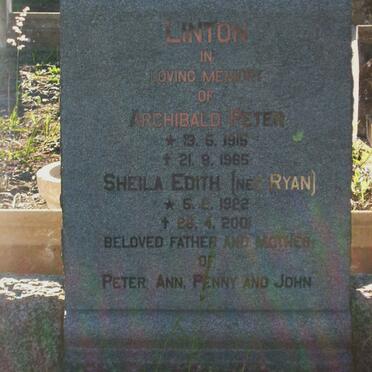 LINTON
IN
LOVING MEMORY
OF
ARCHIBALD PETER
★ 13. 5. 1915
✝ 21. 9. 1965
SHEILA EDITH (NEE RYAN)
★ 6. 2. 1922
✝ 28. 4. 2001
BELOVED FATHER AND MOTHER
OF
PETER ANN, PENNY AND JOHN